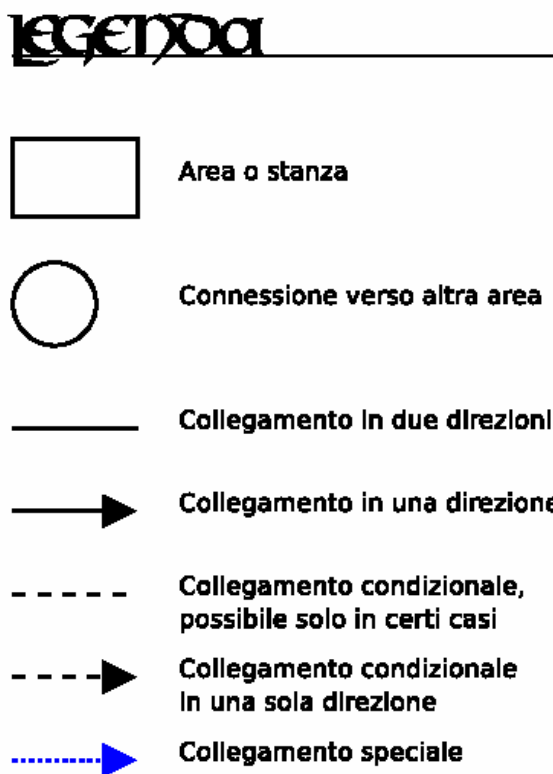 LEGENDA
Area o stanza
Connessione verso altra area
Collegamento in due direzioni
Collegamento in una direzione
Collegamento condizionale,
possibile solo in certi casi
Collegamento condizionale
in una sola direzione
Collegamento speciale